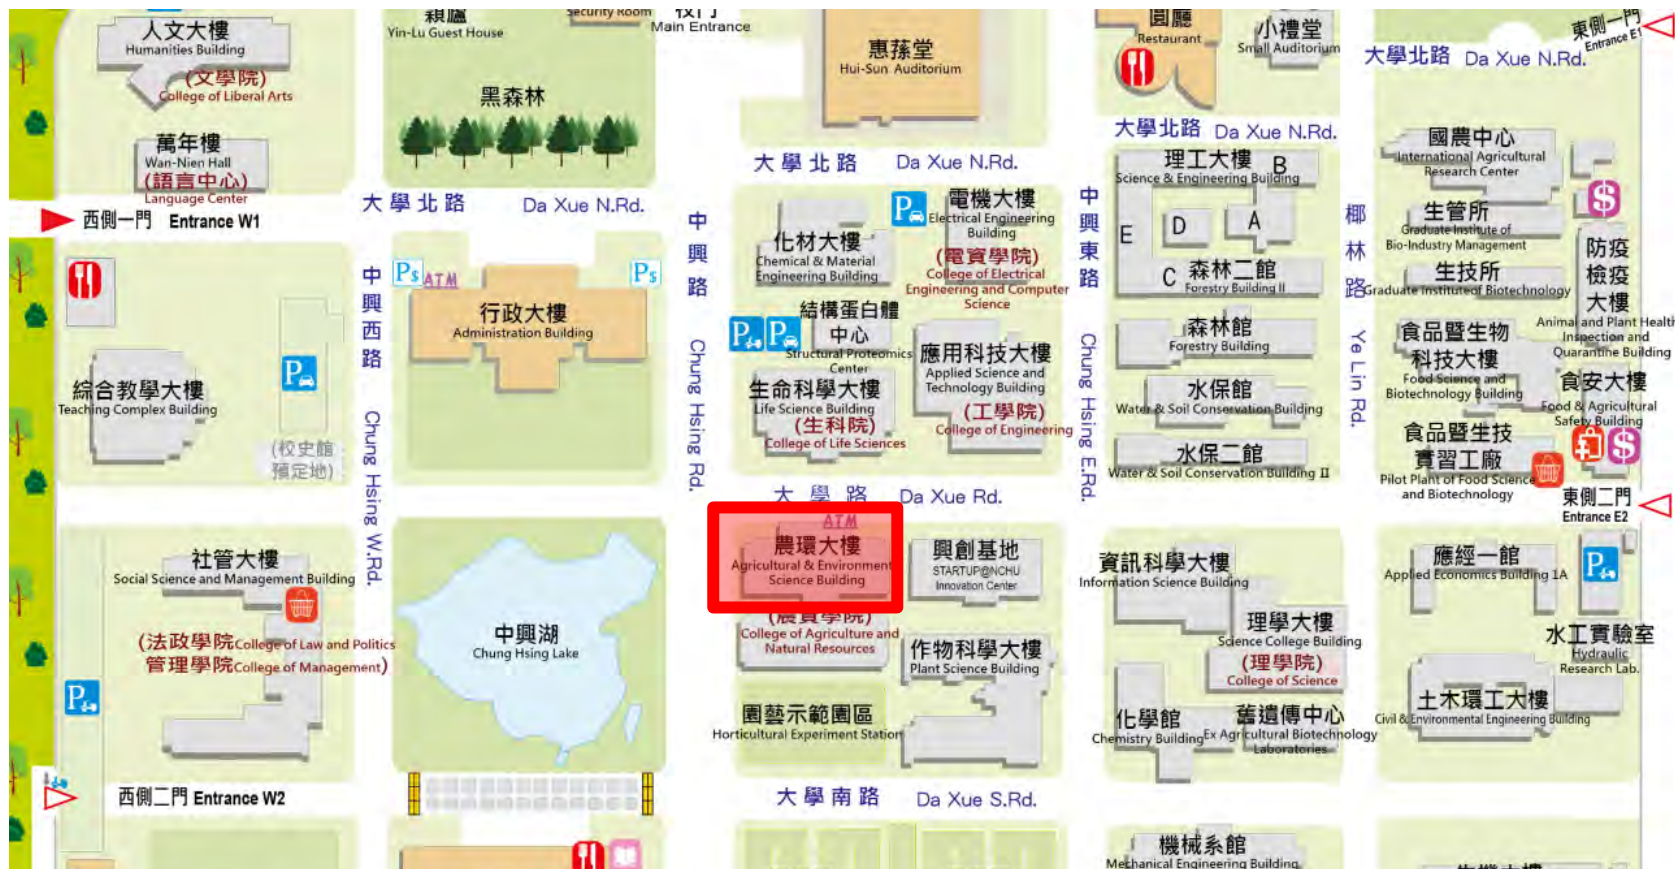 人文大樓
Humanities Building
(文學院)
College of Liberal Arts
萬年樓
Wan-Nien Hall
(語言中心)
Language Center
西側一門 Entrance W1
穎廬
Yin-Lu Guest House
Security Room
校門
Main Entrance
黑森林
大學北路 Da Xue N.Rd.
惠蓀堂
Hui-Sun Auditorium
大學北路 Da Xue N.Rd.
圓廳
Restaurant
小禮堂
Small Auditorium
大學北路 Da Xue N.Rd.
東側一門
Entrance E1
大學北路 Da Xue N.Rd.
綜合教學大樓
Teaching Complex Building
P
(校史館
預定地)
中興西路 Chung Hsing W.Rd.
P$
ATM
P$
行政大樓
Administration Building
中興路 Chung Hsing Rd.
化材大樓
Chemical & Material
Engineering Building
P
電機大樓
Electrical Engineering
Building
(電資學院)
College of Electrical
Engineering and Computer
Science
結構蛋白體
中心
Structural Proteomics
Center
P
P
生命科學大樓
Life Science Building
(生科院)
College of Life Sciences
應用科技大樓
Applied Science and
Technology Building
(工學院)
College of Engineering
大學路 Da Xue Rd.
中興東路 Chung Hsing E.Rd.
理工大樓
Science & Engineering Building
B
E
D
A
C
森林二館
Forestry Building II
森林館
Forestry Building
水保館
Water & Soil Conservation Building
水保二館
Water & Soil Conservation Building II
椰林路 Ye Lin Rd.
國農中心
International Agricultural
Research Center
$
生管所
Graduate Institute of
Bio-Industry Management
生技所
Graduate Institute of Biotechnology
防疫
檢疫
大樓
Animal and Plant Health
Inspection and
Quarantine Building
食品暨生物
科技大樓
Food Science and
Biotechnology Building
食安大樓
Food & Agricultural
Safety Building
食品暨生技
實習工廠
Pilot Plant of Food Science
and Biotechnology
$
東側二門
Entrance E2
社管大樓
Social Science and Management Building
(法政學院College of Law and Politics
管理學院College of Management)
P
西側二門 Entrance W2
中興湖
Chung Hsing Lake
ATM
農環大樓
Agricultural & Environment
Science Building
(農資學院)
College of Agriculture and
Natural Resources
興創基地
STARTUP@NCHU
Innovation Center
作物科學大樓
Plant Science Building
園藝示範園區
Horticultural Experiment Station
大學南路 Da Xue S.Rd.
資訊科學大樓
Information Science Building
理學大樓
Science College Building
(理學院)
College of Science
化學館
Chemistry Building
舊遺傳中心
Ex Agricultural Biotechnology
Laboratories
應經一館
Applied Economics Building 1A
P
水工實驗室
Hydraulic
Research Lab.
土木環工大樓
Civil & Environmental Engineering Building
機械系館
Mechanical Engineering Building